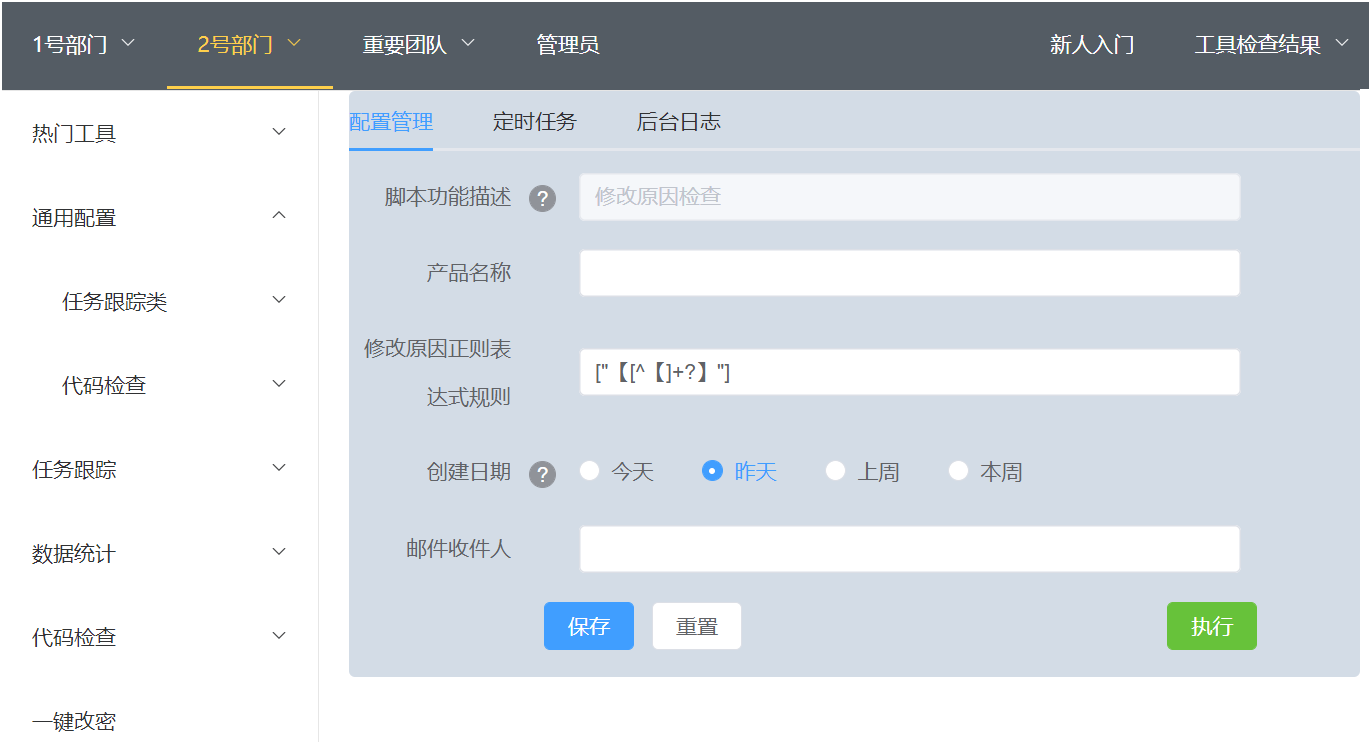 1号部门
2号部门
重要团队
管理员
新人入门
工具检查结果
热门工具
通用配置
任务跟踪类
代码检查
任务跟踪
数据统计
代码检查
一键改密
配置管理
定时任务
后台日志
脚本功能描述 ?
修改原因检查
产品名称
修改原因正则表
达式规则
["【[^【]+?】"]
创建日期 ?
今天
昨天
上周
本周
邮件收件人
保存
重置
执行